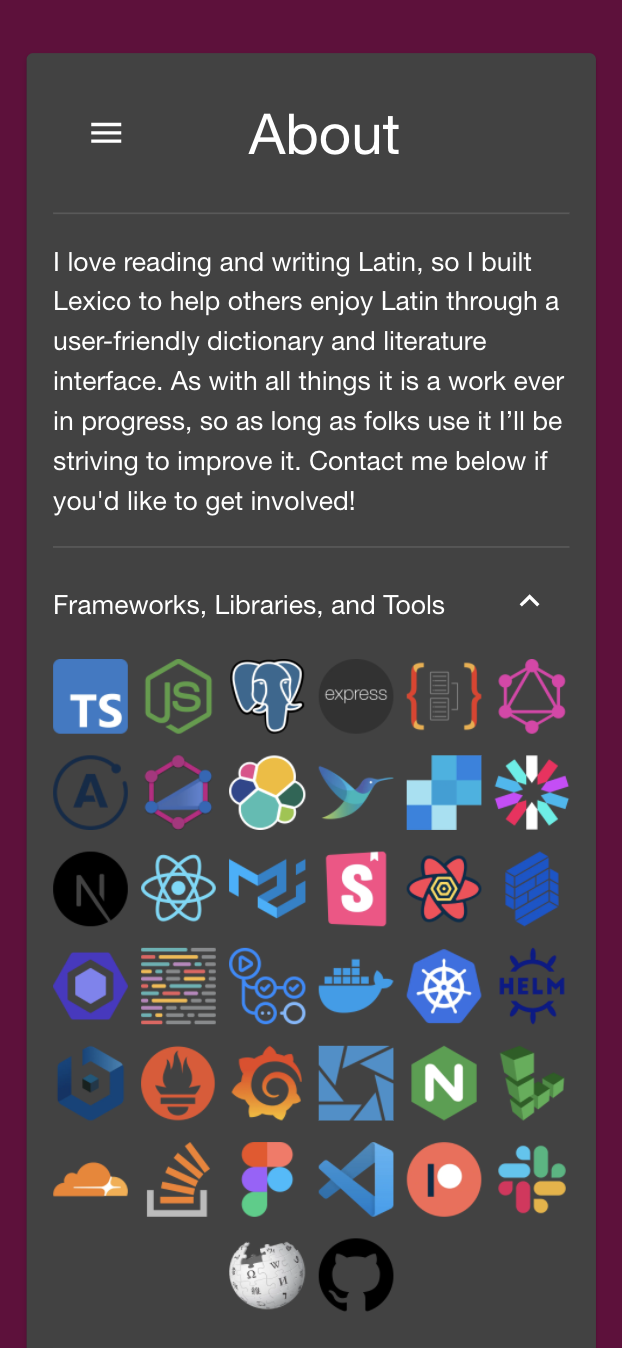 About
I love reading and writing Latin, so I built
Lexico to help others enjoy Latin through a
user-friendly dictionary and literature
interface. As with all things it is a work ever
in progress, so as long as folks use it I’ll be
striving to improve it. Contact me below if
you'd like to get involved!
Frameworks, Libraries, and Tools
TS JS express
A
N S
HELM
N
Ω W И